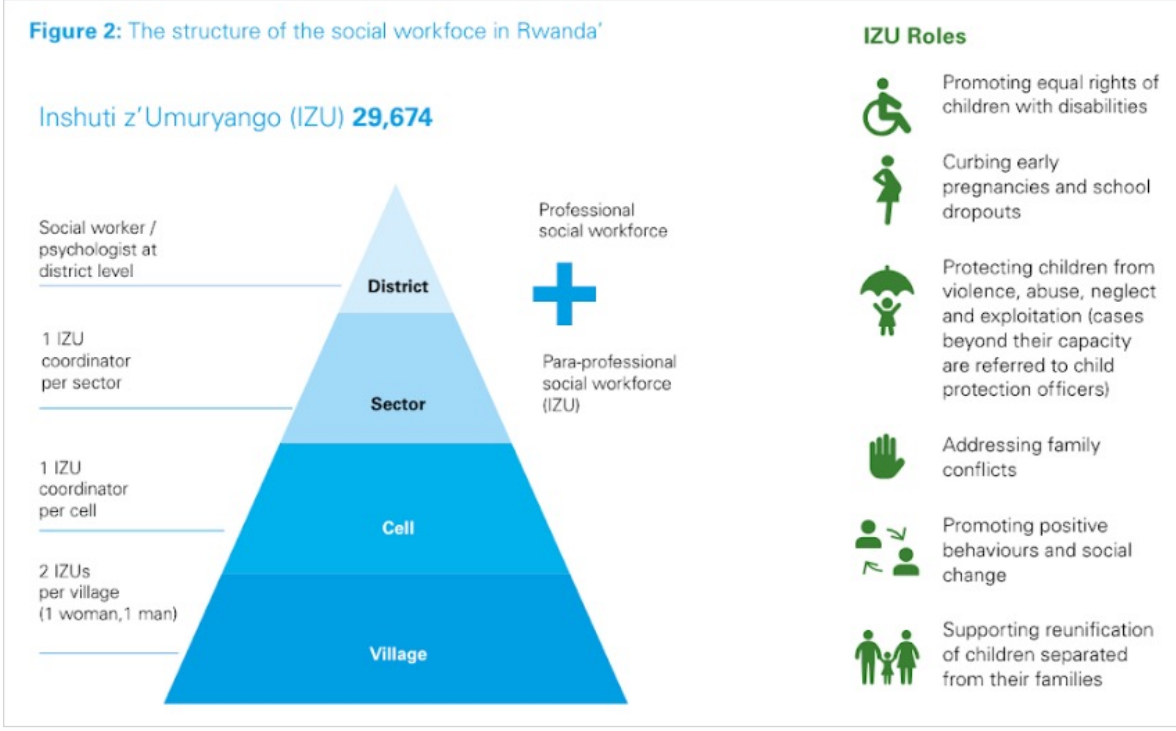 Figure 2: The structure of the social workfoce in Rwanda’
Inshuti z’Umuryango (IZU) 29,674
Social worker /
psychologist at
district level
1 IZU
coordinator
per sector
1 IZU
coordinator
per cell
2 IZUs
per village
(1 woman,1 man)
District
Sector
Cell
Village
Professional
social workforce
Para-professional
social workforce
(IZU)
IZU Roles
Promoting equal rights of
children with disabilities
Curbing early
pregnancies and school
dropouts
Protecting children from
violence, abuse, neglect
and exploitation (cases
beyond their capacity
are referred to child
protection officers)
Addressing family
conflicts
Promoting positive
behaviours and social
change
Supporting reunification
of children separated
from their families